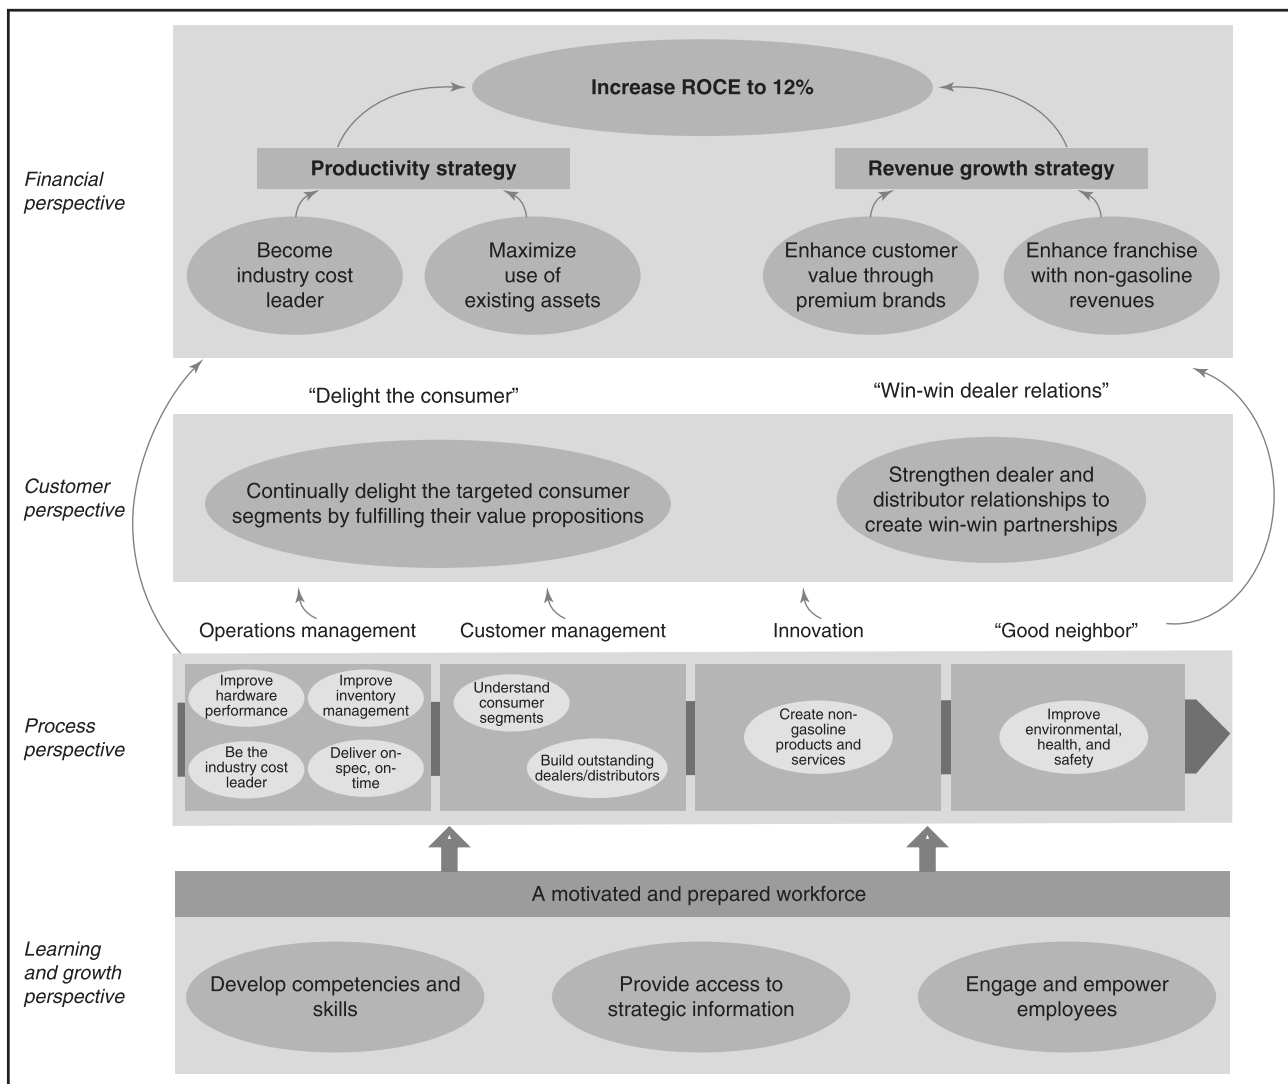 Increase ROCE to 12%
Financial
perspective
Productivity strategy
Revenue growth strategy
Become
industry cost
leader
Maximize
use of
existing assets
Enhance customer
value through
premium brands
Enhance franchise
with non-gasoline
revenues
“Delight the consumer”
“Win-win dealer relations”
Customer
perspective
Continually delight the targeted consumer
segments by fulfilling their value propositions
Strengthen dealer and
distributor relationships to
create win-win partnerships
Operations management
Customer management
Innovation
“Good neighbor”
Process
perspective
Improve
hardware
performance
Improve
inventory
management
Be the
industry cost
leader
Deliver on-
spec, on-
time
Understand
consumer
segments
Build outstanding
dealers/distributors
Create non-
gasoline
products and
services
Improve
environmental,
health, and
safety
A motivated and prepared workforce
Learning
and growth
perspective
Develop competencies and
skills
Provide access to
strategic information
Engage and empower
employees